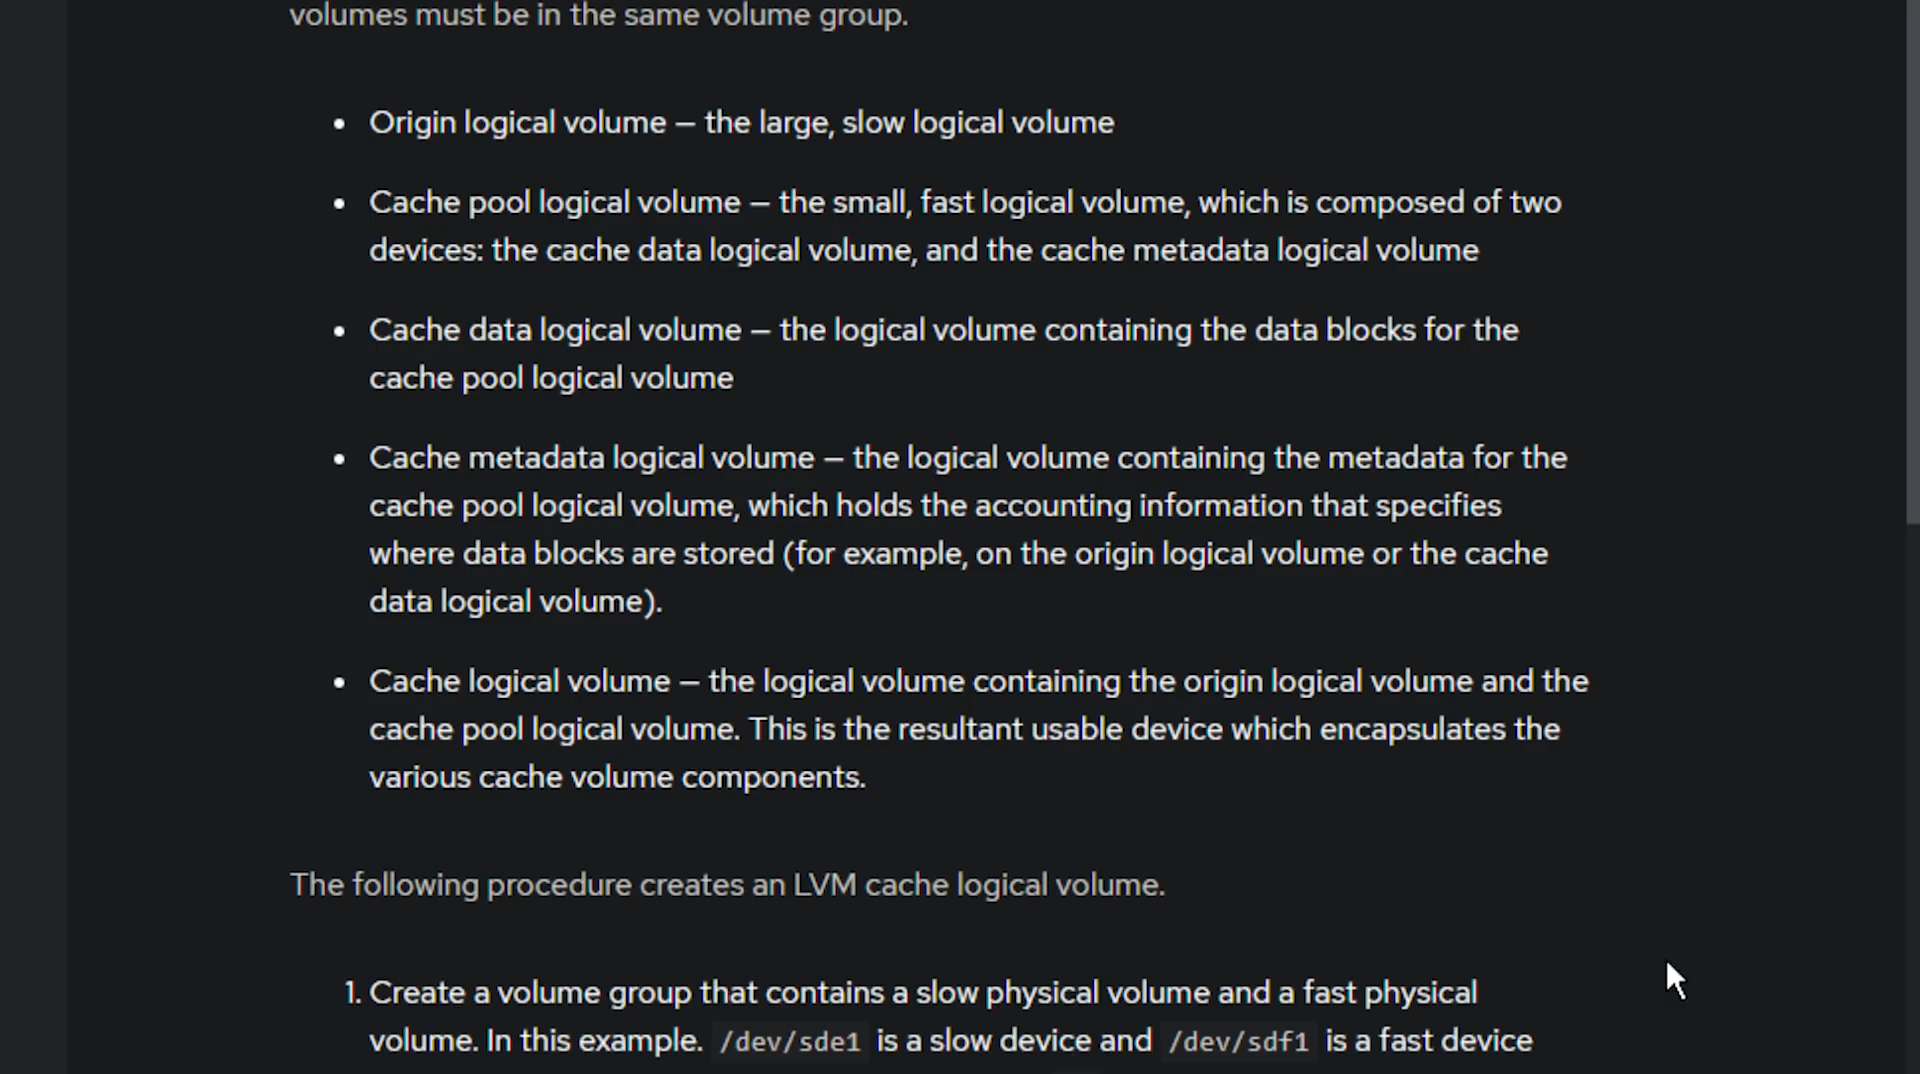 volumes must be in the same volume group.
• Origin logical volume – the large, slow logical volume
• Cache pool logical volume – the small, fast logical volume, which is composed of two
devices: the cache data logical volume, and the cache metadata logical volume
• Cache data logical volume – the logical volume containing the data blocks for the
cache pool logical volume
• Cache metadata logical volume – the logical volume containing the metadata for the
cache pool logical volume, which holds the accounting information that specifies
where data blocks are stored (for example, on the origin logical volume or the cache
data logical volume).
• Cache logical volume – the logical volume containing the origin logical volume and the
cache pool logical volume. This is the resultant usable device which encapsulates the
various cache volume components.
The following procedure creates an LVM cache logical volume.
1. Create a volume group that contains a slow physical volume and a fast physical
volume. In this example. /dev/sde1 is a slow device and /dev/sdf1 is a fast device